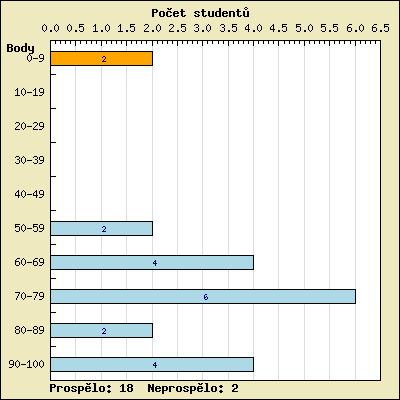 Počet studentů
0.0 0.5 1.0 1.5 2.0 2.5 3.0 3.5 4.0 4.5 5.0 5.5 6.0 6.5
Body
0-9 2
10-19
20-29
30-39
40-49
50-59 2
60-69 4
70-79 6
80-89 2
90-100 4
Prospělo: 18 Neprospělo: 2